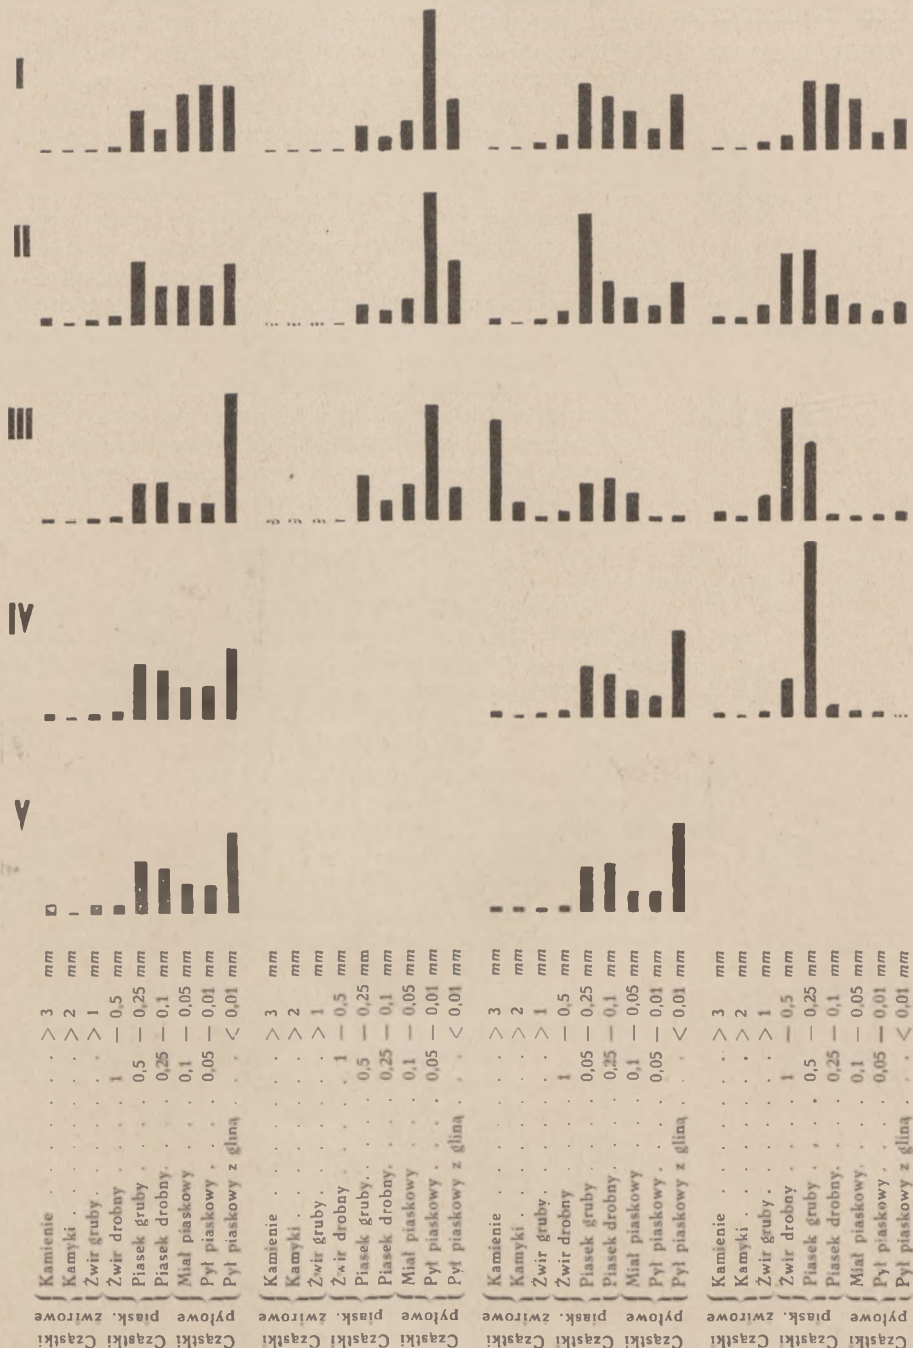 I
II
III
IV
V
Cząstki żwirowe
Kamienie . . . . . . > 3 mm
Kamyki . . . . . . > 2 mm
Żwir gruby. . . . . > 1 mm
Żwir drobny . . . 1 — 0,5 mm
Cząstki piask.
Piasek gruby . . . 0,5 — 0,25 mm
Piasek drobny. . . 0,25 — 0,1 mm
Cząstki pyłowe
Miał piaskowy . . 0,1 — 0,05 mm
Pył piaskowy . . . 0,05 — 0,01 mm
Pył piaskowy z gliną . . < 0,01 mm
Cząstki żwirowe
Kamienie . . . . . . > 3 mm
Kamyki . . . . . . > 2 mm
Żwir gruby. . . . . > 1 mm
Żwir drobny . . . 1 — 0,5 mm
Cząstki piask.
Piasek gruby. . . 0,5 — 0,25 mm
Piasek drobny. . . 0,25 — 0,1 mm
Cząstki pyłowe
Miał piaskowy . . 0,1 — 0,05 mm
Pył piaskowy . . . 0,05 — 0,01 mm
Pył piaskowy z gliną . . < 0,01 mm
Cząstki żwirowe
Kamienie . . . . . . > 3 mm
Kamyki . . . . . . > 2 mm
Żwir gruby. . . . . > 1 mm
Żwir drobny . . . 1 — 0,5 mm
Cząstki piask.
Piasek gruby . . . 0,05 — 0,25 mm
Piasek drobny . . . 0,25 — 0,1 mm
Cząstki pyłowe
Miał piaskowy . . 0,1 — 0,05 mm
Pył piaskowy . . . 0,05 — 0,01 mm
Pył piaskowy z gliną . . < 0,01 mm
Cząstki żwirowe
Kamienie . . . . . . > 3 mm
Kamyki . . . . . . > 2 mm
Żwir gruby . . . . . > 1 mm
Żwir drobny . . . 1 — 0,5 mm
Cząstki piask.
Piasek gruby . . . 0,5 — 0,25 mm
Piasek drobny. . . 0,25 — 0,1 mm
Cząstki pyłowe
Miał piaskowy . . 0,1 — 0,05 mm
Pył piaskowy . . . 0,05 — 0,01 mm
Pył piaskowy z gliną . . < 0,01 mm